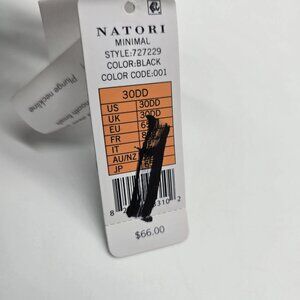 NATORI
MINIMAL
STYLE:727229
COLOR:BLACK
COLOR CODE:001
30DD
US 30DD
UK 30DD
EU
FR
IT
AU/NZ
JP
$66.00
Plunge neckline